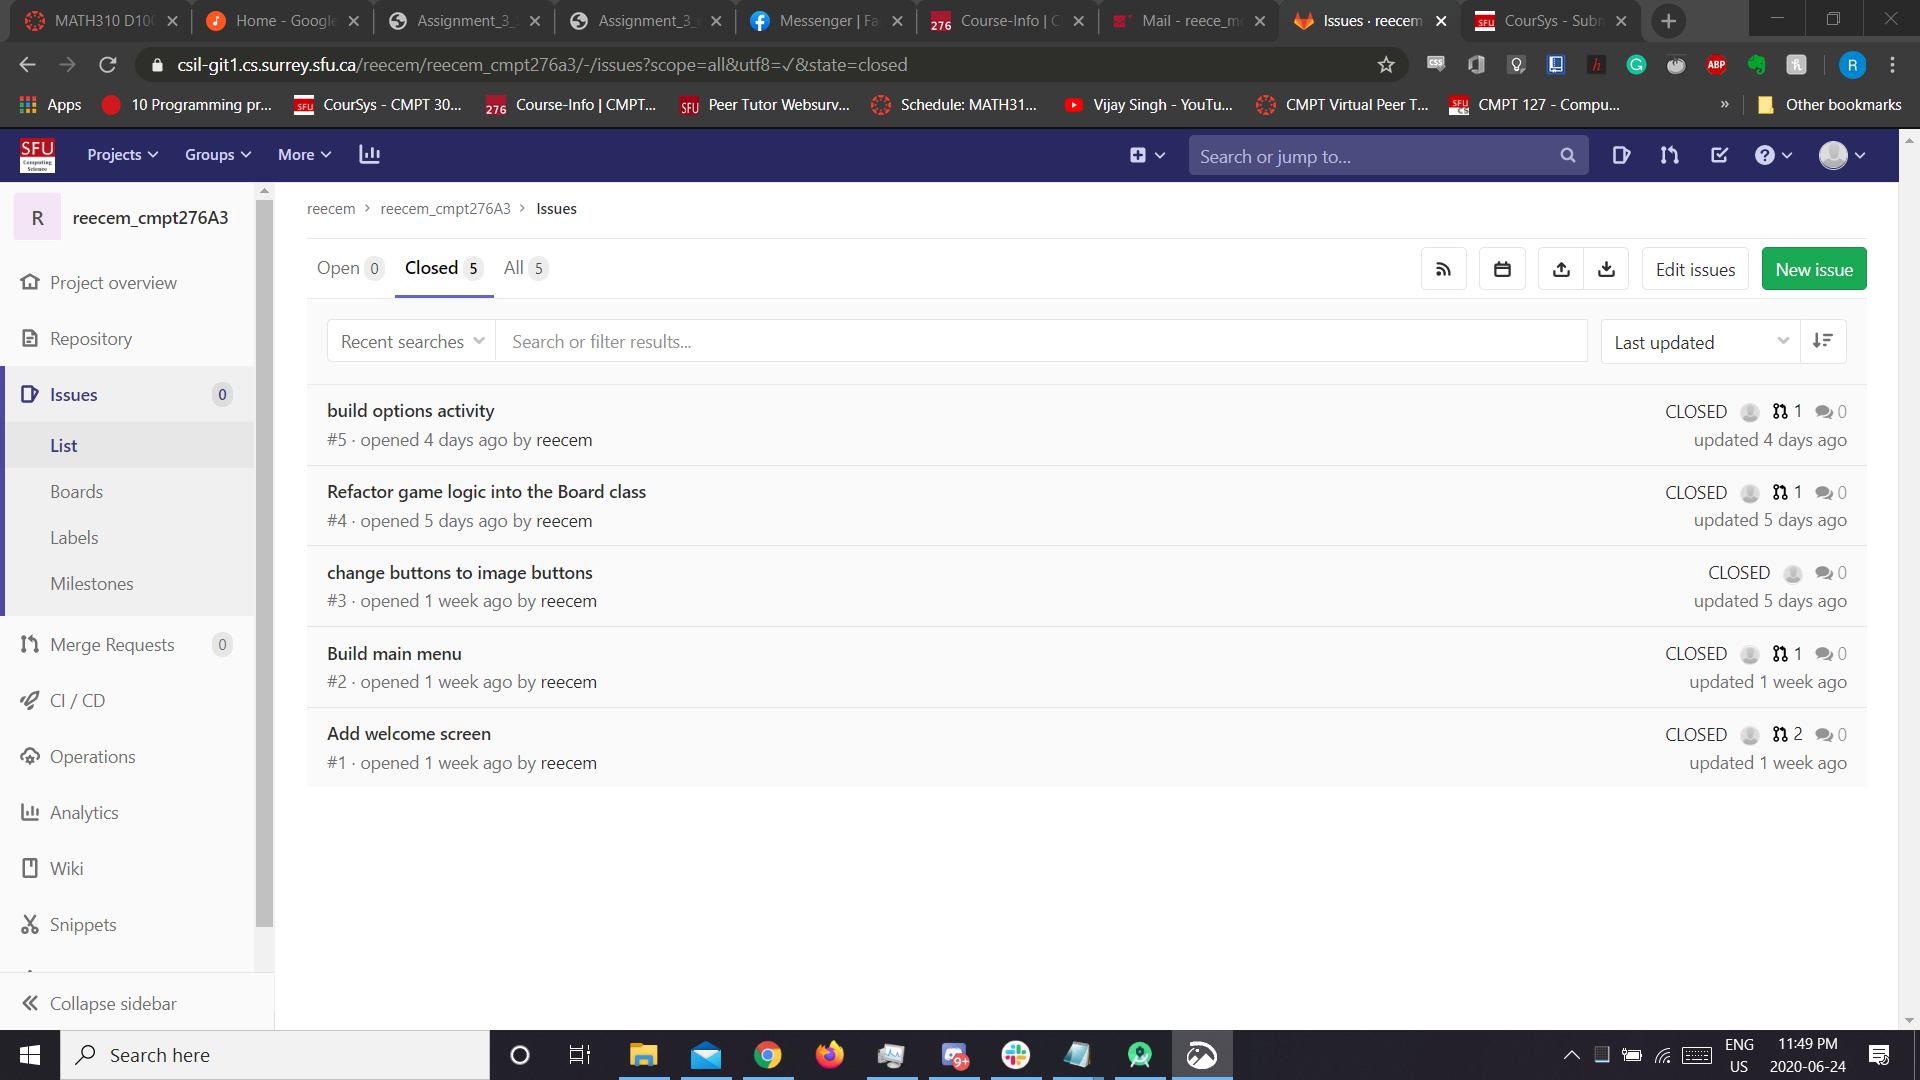 MATH310 D100
Home - Google
Assignment_3_
Assignment_3_
Messenger | Fa
Course-Info | C
Mail - reece_mc
Issues · reecem
CourSys - Subm
csil-git1.cs.surrey.sfu.ca/reecem/reecem_cmpt276a3/-/issues?scope=all&utf8=✓&state=closed
Apps
10 Programming pr...
CourSys - CMPT 30...
Course-Info | CMPT...
Peer Tutor Websurv...
Schedule: MATH31...
Vijay Singh - YouTu...
CMPT Virtual Peer T...
CMPT 127 - Compu...
»
Other bookmarks
SFU
Computing
Science
Projects
Groups
More
Search or jump to...
R
reecem_cmpt276A3
Project overview
Repository
Issues 0
List
Boards
Labels
Milestones
Merge Requests 0
CI / CD
Operations
Analytics
Wiki
Snippets
Collapse sidebar
reecem > reecem_cmpt276A3 > Issues
Open 0 Closed 5 All 5
Edit issues
New issue
Recent searches
Search or filter results...
Last updated
build options activity
CLOSED 1 0
#5 · opened 4 days ago by reecem
updated 4 days ago
Refactor game logic into the Board class
CLOSED 1 0
#4 · opened 5 days ago by reecem
updated 5 days ago
change buttons to image buttons
CLOSED 0
#3 · opened 1 week ago by reecem
updated 5 days ago
Build main menu
CLOSED 1 0
#2 · opened 1 week ago by reecem
updated 1 week ago
Add welcome screen
CLOSED 2 0
#1 · opened 1 week ago by reecem
updated 1 week ago
Search here
9+
ENG
US
11:49 PM
2020-06-24